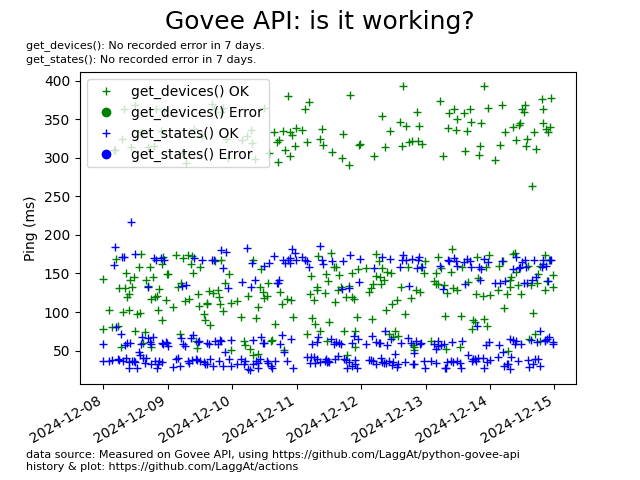 Govee API: is it working?
get_devices(): No recorded error in 7 days.
get_states(): No recorded error in 7 days.
get_devices() OK
get_devices() Error
get_states() OK
get_states() Error
Ping (ms)
400
350
300
250
200
150
100
50
2024-12-08
2024-12-09
2024-12-10
2024-12-11
2024-12-12
2024-12-13
2024-12-14
2024-12-15
data source: Measured on Govee API, using https://github.com/LaggAt/python-govee-api
history & plot: https://github.com/LaggAt/actions